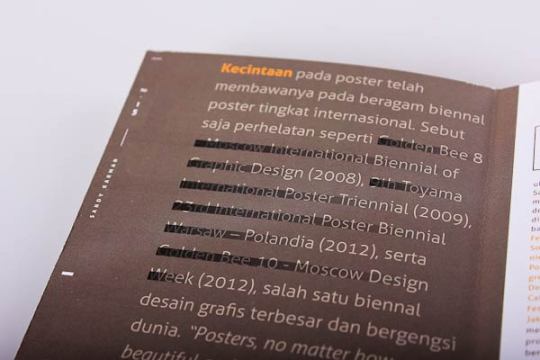 Kecintaan pada poster telah
membawanya pada beragam biennal
poster tingkat internasional. Sebut
saja perhelatan seperti Golden Bee 8
– Moscow International Biennial of
Graphic Design (2008), 9th Toyama
International Poster Triennial (2009),
23rd International Poster Biennial
Warsaw – Polandia (2012), serta
Golden Bee 10 - Moscow Design
Week (2012), salah satu biennal
desain grafis terbesar dan bergengsi
dunia. "Posters, no matter how
beautiful